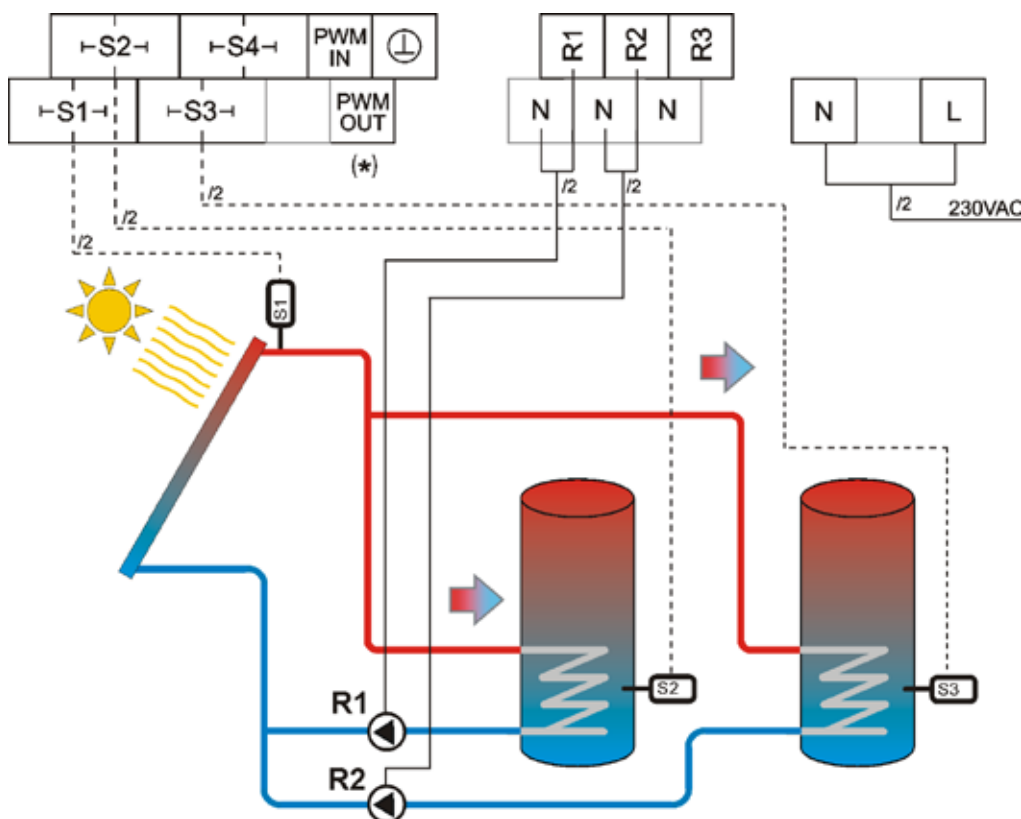 S2
S4
PWM
IN
R1
R2
R3
S1
S3
PWM
OUT
(*)
N
N
N
N
L
/2
/2
/2
/2
/2
/2
230VAC
S1
S2
S3
R1
R2